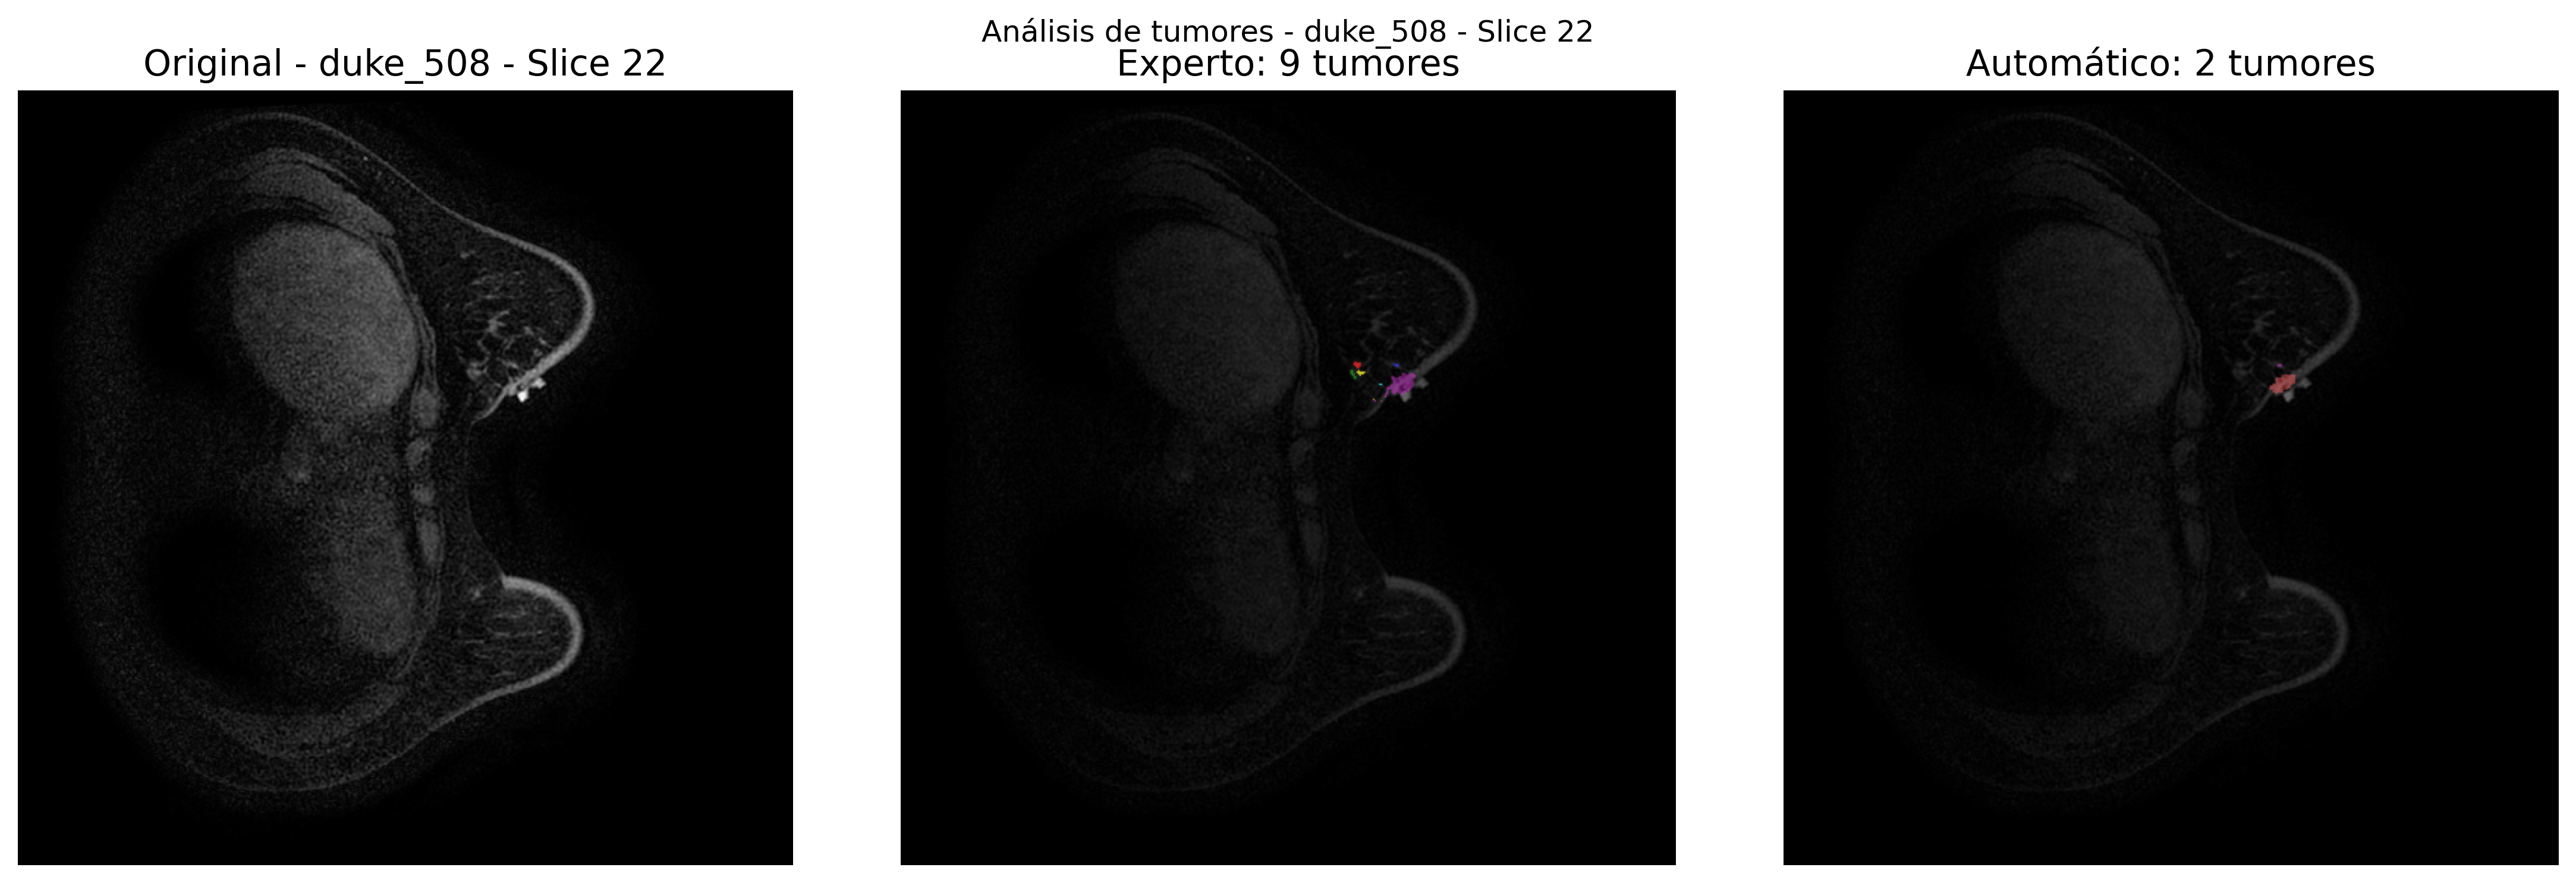 Análisis de tumores - duke_508 - Slice 22
Original - duke_508 - Slice 22
Experto: 9 tumores
Automático: 2 tumores